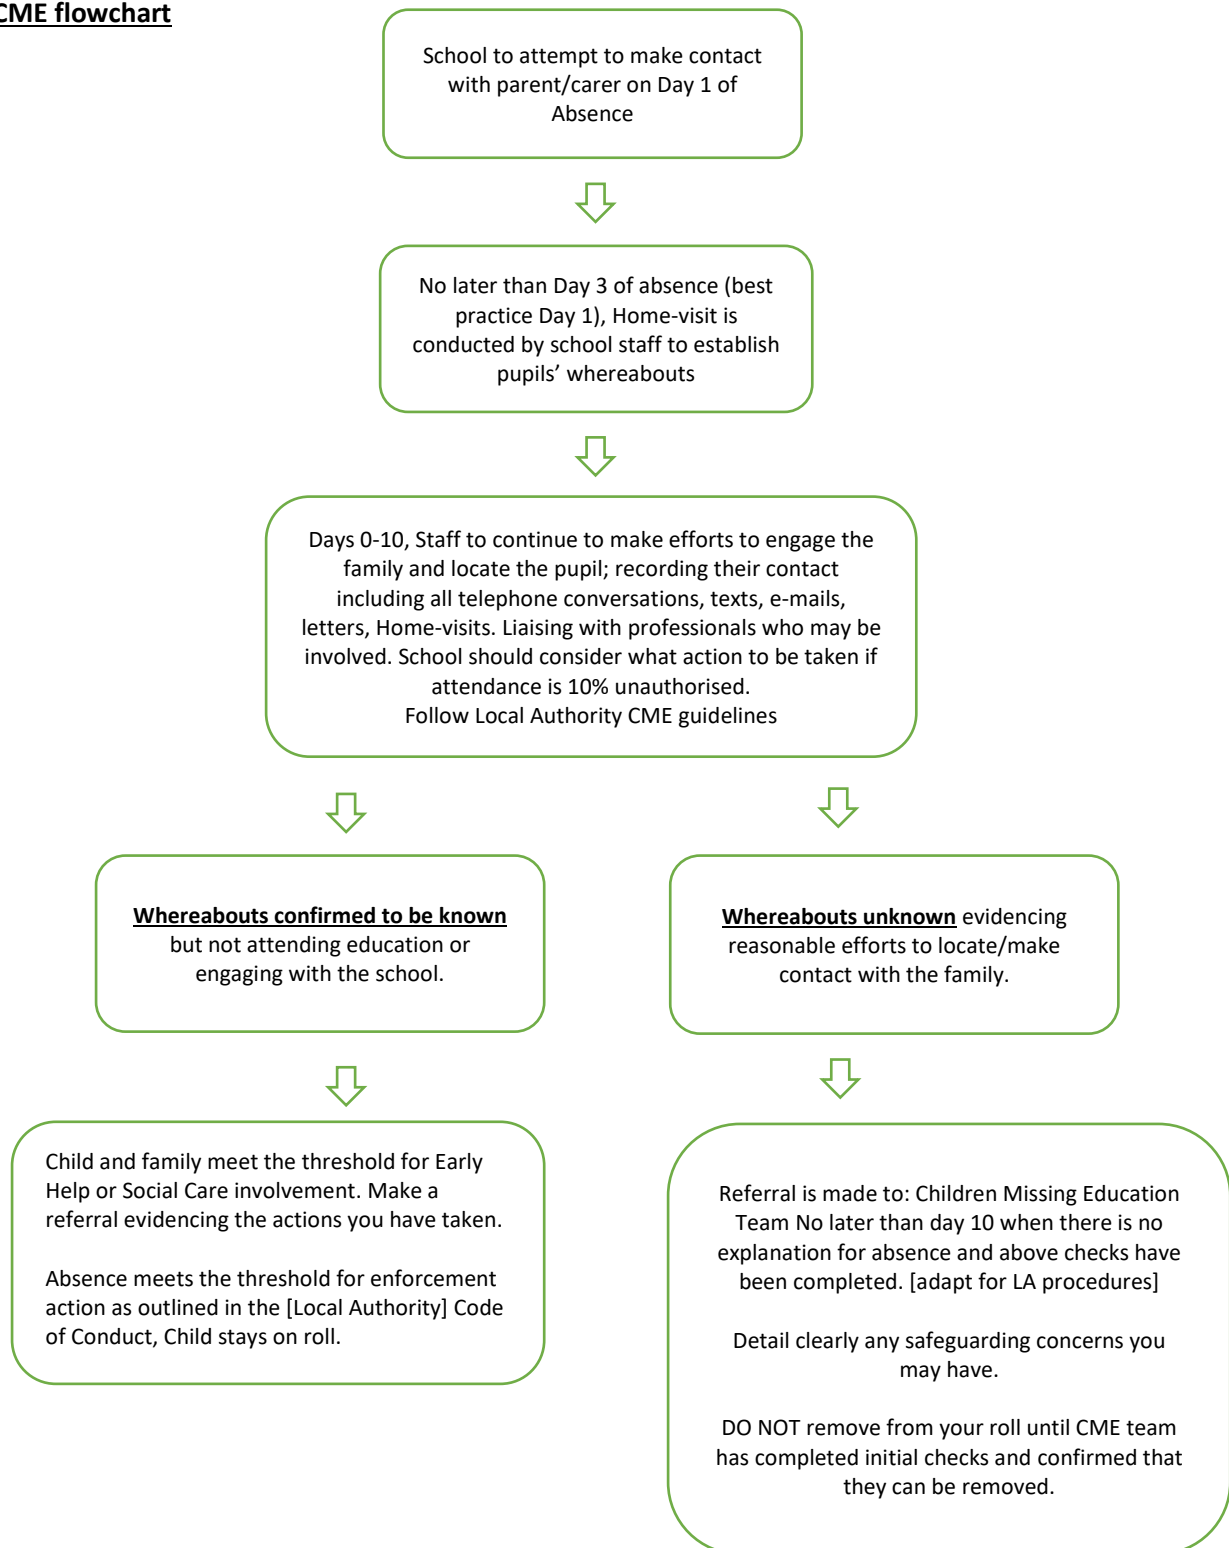 CME flowchart
School to attempt to make contact
with parent/carer on Day 1 of
Absence
No later than Day 3 of absence (best
practice Day 1), Home-visit is
conducted by school staff to establish
pupils’ whereabouts
Days 0-10, Staff to continue to make efforts to engage the
family and locate the pupil; recording their contact
including all telephone conversations, texts, e-mails,
letters, Home-visits. Liaising with professionals who may be
involved. School should consider what action to be taken if
attendance is 10% unauthorised.
Follow Local Authority CME guidelines
Whereabouts confirmed to be known
but not attending education or
engaging with the school.
Whereabouts unknown evidencing
reasonable efforts to locate/make
contact with the family.
Child and family meet the threshold for Early
Help or Social Care involvement. Make a
referral evidencing the actions you have taken.
Absence meets the threshold for enforcement
action as outlined in the [Local Authority] Code
of Conduct, Child stays on roll.
Referral is made to: Children Missing Education
Team No later than day 10 when there is no
explanation for absence and above checks have
been completed. [adapt for LA procedures]
Detail clearly any safeguarding concerns you
may have.
DO NOT remove from your roll until CME team
has completed initial checks and confirmed that
they can be removed.